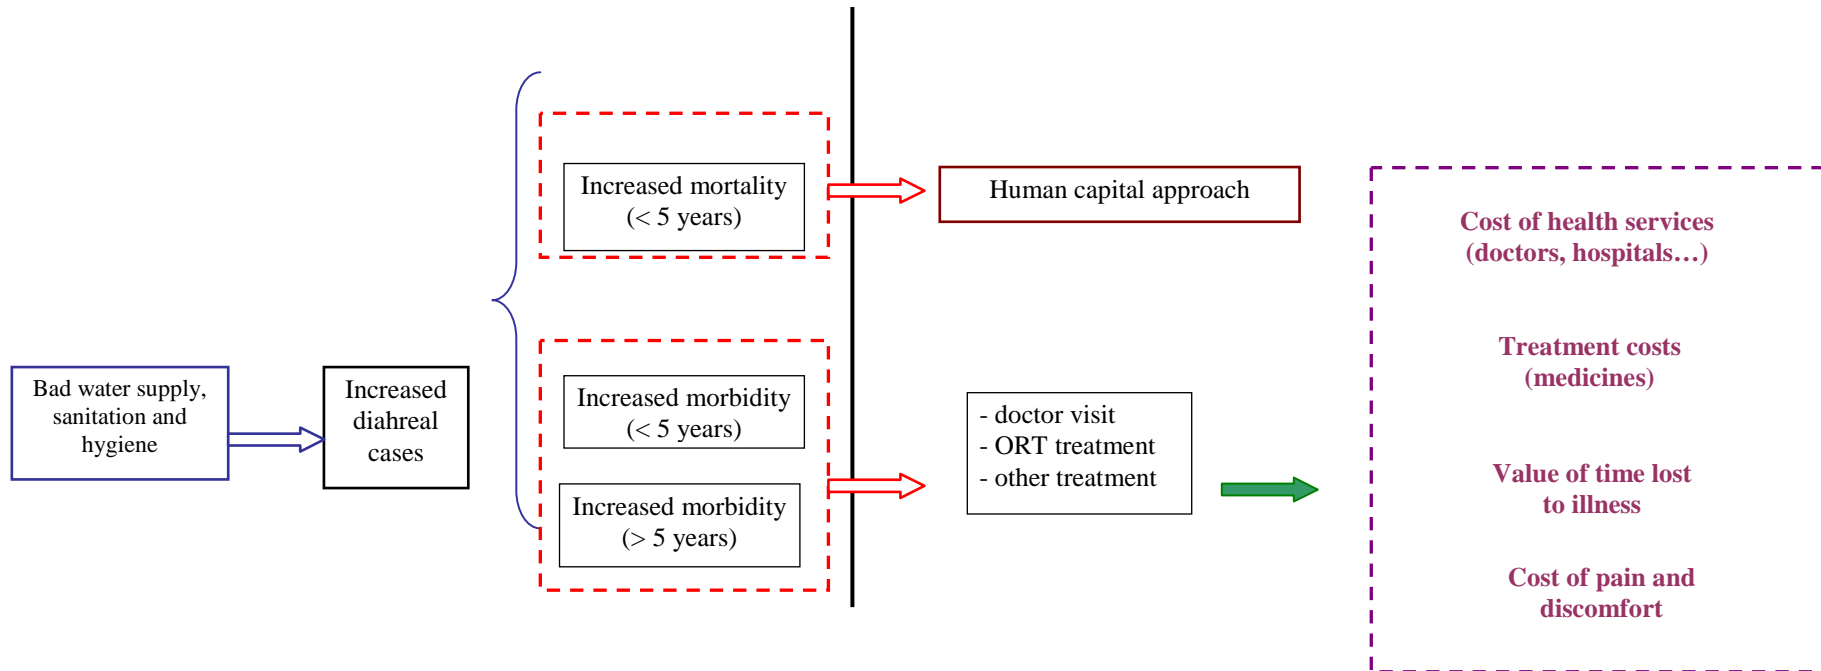 Bad water supply,
sanitation and
hygiene
Increased
diahreal
cases
Increased mortality
(< 5 years)
Increased morbidity
(< 5 years)
Increased morbidity
(> 5 years)
Human capital approach
- doctor visit
- ORT treatment
- other treatment
Cost of health services
(doctors, hospitals…)
Treatment costs
(medicines)
Value of time lost
to illness
Cost of pain and
discomfort